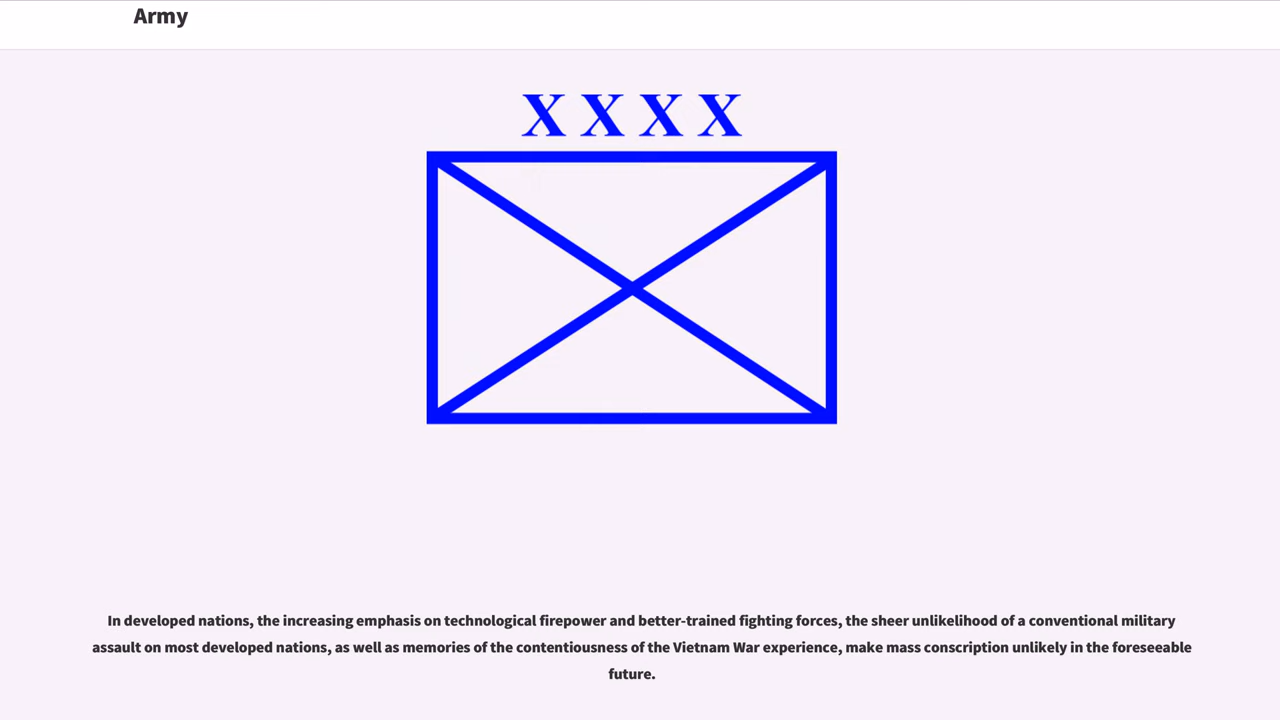 Army
X X X X
In developed nations, the increasing emphasis on technological firepower and better-trained fighting forces, the sheer unlikelihood of a conventional military
assault on most developed nations, as well as memories of the contentiousness of the Vietnam War experience, make mass conscription unlikely in the foreseeable
future.